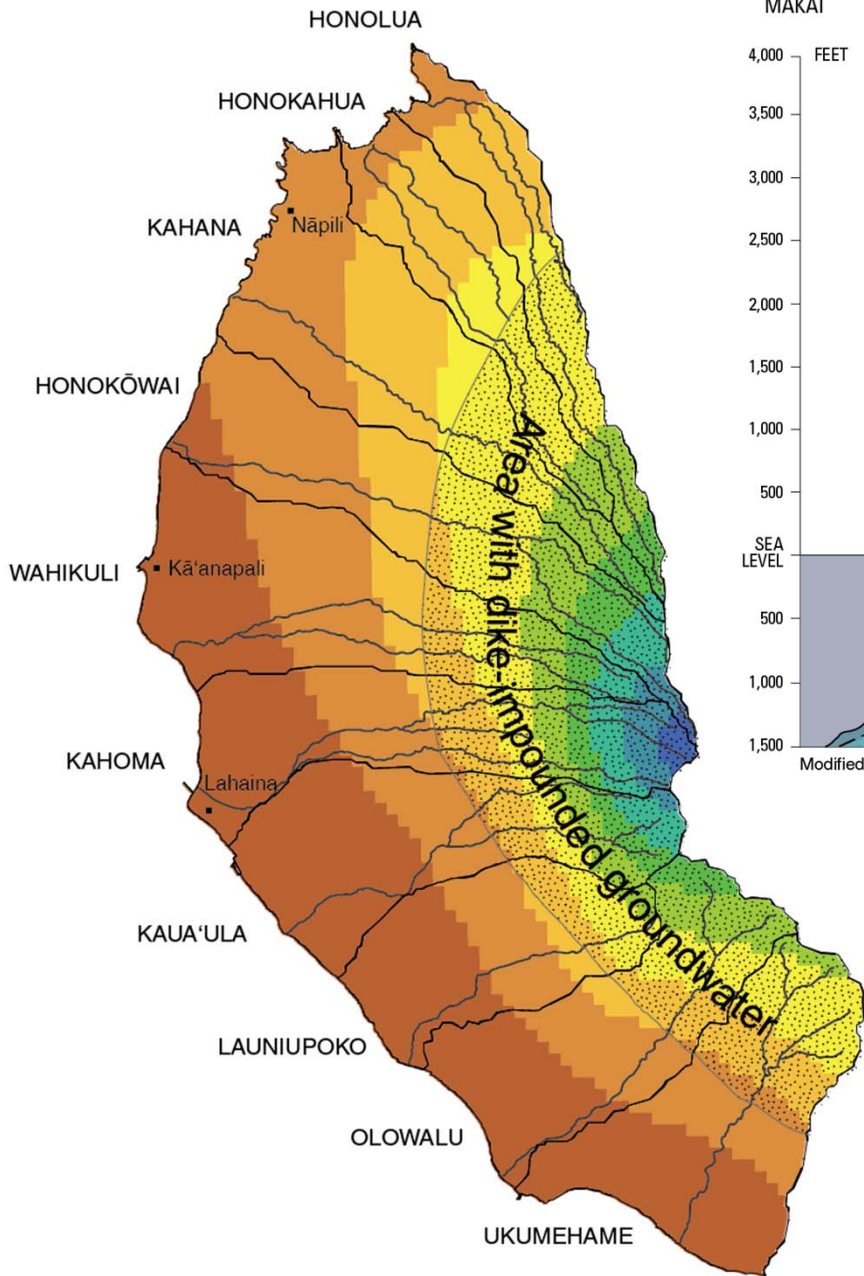 HONOLUA
HONOKAHUA
KAHANA
Nāpili
HONOKŌWAI
WAHIKULI
Kā‘anapali
KAHOMA
Lahaina
KAUA‘ULA
LAUNIUPOKO
OLOWALU
UKUMEHAME
Area with dike-impounded groundwater
MAKAI
4,000 FEET
3,500
3,000
2,500
2,000
1,500
1,000
500
SEA
LEVEL
500
1,000
1,500
Modified